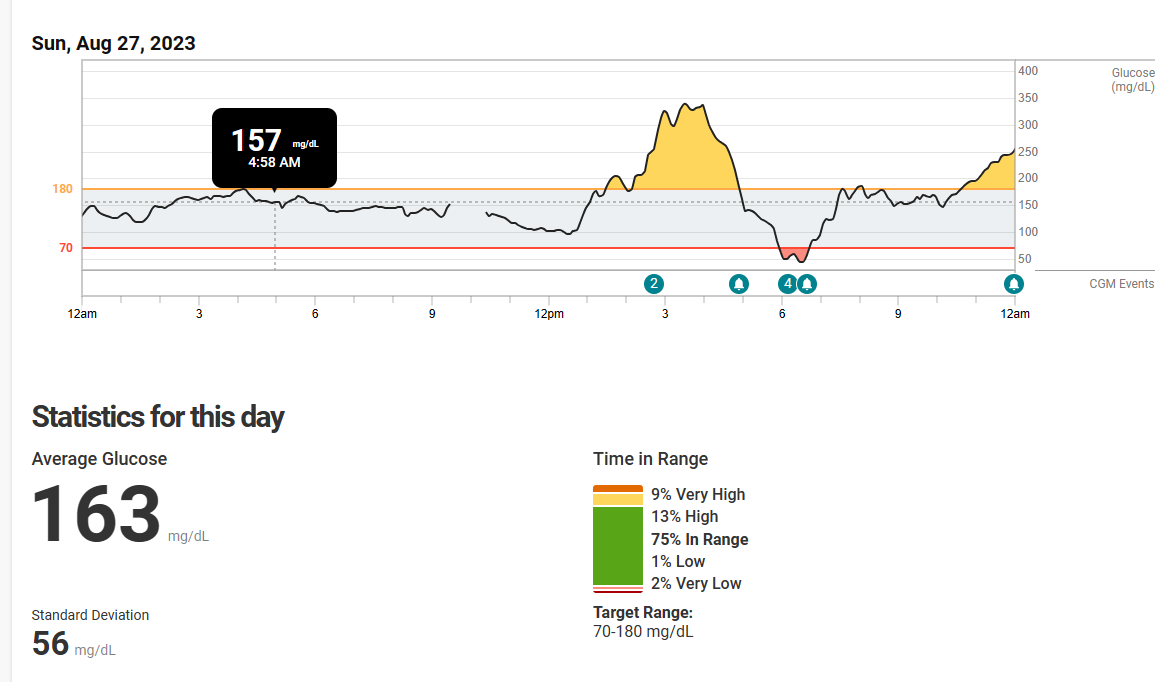 Sun, Aug 27, 2023
400
Glucose
(mg/dL)
350
300
157 mg/dL
4:58 AM
250
200
180
150
100
70
50
2
4
CGM Events
12am 3 6 9 12pm 3 6 9 12am
Statistics for this day
Average Glucose
163 mg/dL
Standard Deviation
56 mg/dL
Time in Range
9% Very High
13% High
75% In Range
1% Low
2% Very Low
Target Range:
70-180 mg/dL